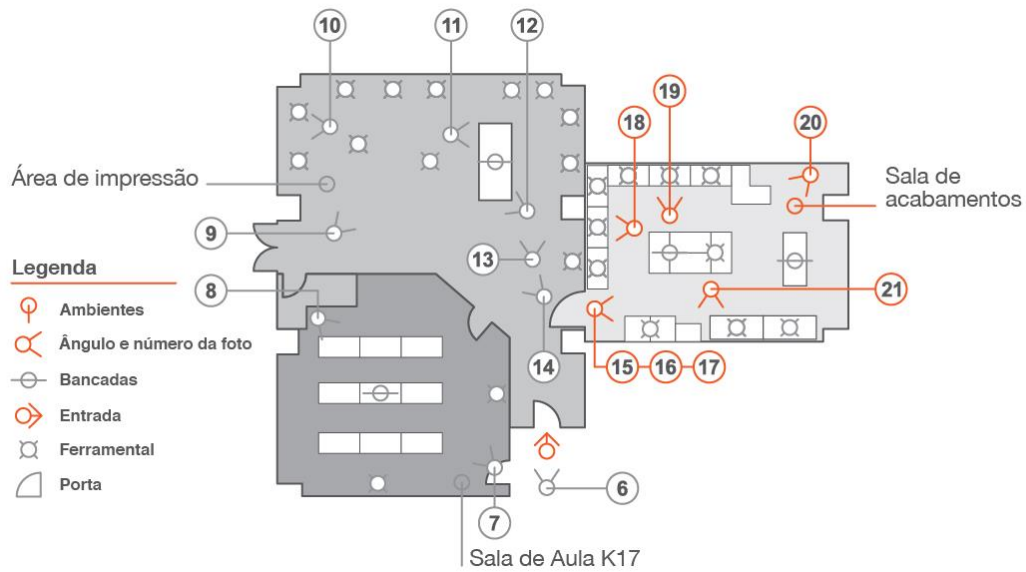 10
11
12
19
18
20
Área de impressão
Sala de
acabamentos
9
13
21
Legenda
8
Ambientes
Ângulo e número da foto
14
15
16
17
Bancadas
Entrada
Ferramental
Porta
6
7
Sala de Aula K17